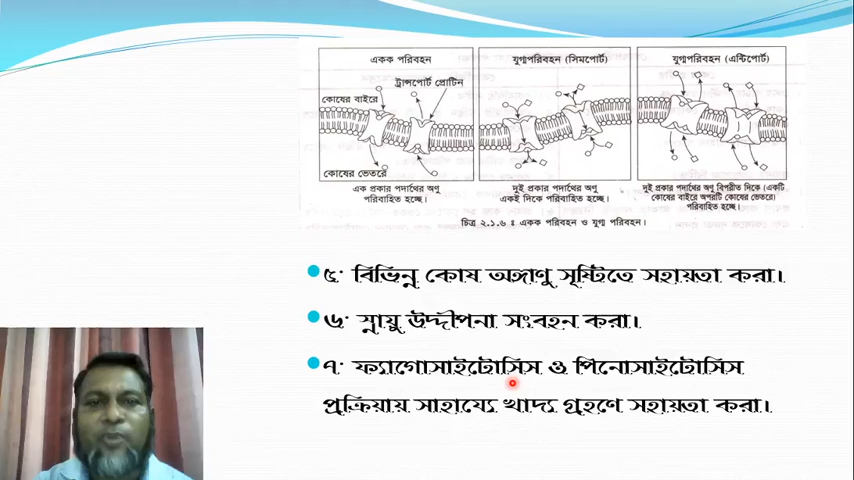 একক পরিবহন
যুগ্মপরিবহন (সিমপোর্ট)
যুগ্মপরিবহন (এন্টিপোর্ট)
ট্রান্সপোর্ট প্রোটিন
কোষের বাইরে
কোষের ভেতরে
এক প্রকার পদার্থের অণু
পরিবাহিত হচ্ছে।
দুই প্রকার পদার্থের অণু
একই দিকে পরিবাহিত হচ্ছে।
দুই প্রকার পদার্থের অণু বিপরীত দিকে (একটি
কোষের বাইরে অপরটি কোষের ভেতরে)
পরিবাহিত হচ্ছে।
চিত্র ২.১.৬ : একক পরিবহন ও যুগ্ম পরিবহন।
৫· বিভিন্ন কোষ অঙ্গাণু সৃষ্টিতে সহায়তা করা।
৬· স্নায়ু উদ্দীপনা সংবহন করা।
৭· ফ্যাগোসাইটোসিস ও পিনোসাইটোসিস
প্রক্রিয়ায় সাহায্যে খাদ্য গ্রহণে সহায়তা করা।